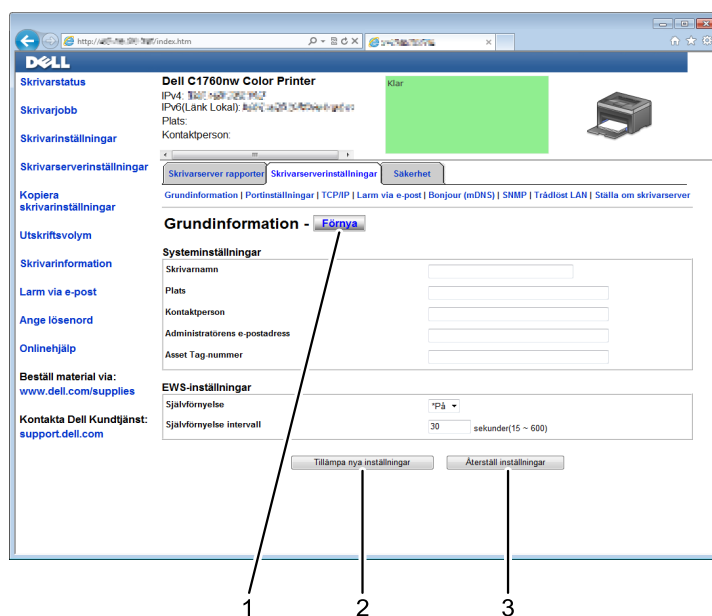 http:// /index.htm
DELL
Skrivarstatus
Skrivarjobb
Skrivarinställningar
Skrivarserverinställningar
Kopiera
skrivarinställningar
Utskriftsvolym
Skrivarinformation
Larm via e-post
Ange lösenord
Onlinehjälp
Beställ material via:
www.dell.com/supplies
Kontakta Dell Kundtjänst:
support.dell.com
Dell C1760nw Color Printer
IPv4:
IPv6(Länk Lokal):
Plats:
Kontaktperson:
Klar
Skrivarserver rapporter Skrivarserverinställningar Säkerhet
Grundinformation | Portinställningar | TCP/IP | Larm via e-post | Bonjour (mDNS) | SNMP | Trådlöst LAN | Ställa om skrivarserver
Grundinformation - Förnya
Systeminställningar
Skrivarnamn
Plats
Kontaktperson
Administratörens e-postadress
Asset Tag-nummer
EWS-inställningar
Självförnyelse *På
Självförnyelse intervall 30 sekunder(15 ~ 600)
Tillämpa nya inställningar Återställ inställningar
1 2 3